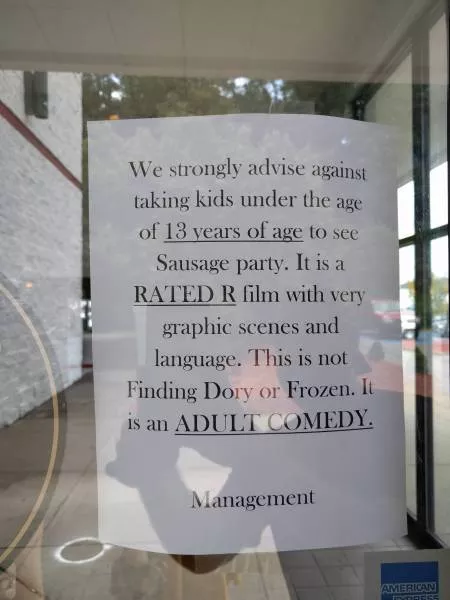 We strongly advise against
taking kids under the age
of 13 years of age to see
Sausage party. It is a
RATED R film with very
graphic scenes and
language. This is not
Finding Dory or Frozen. It
is an ADULT COMEDY.
Management
AMERICAN
EXPRESS